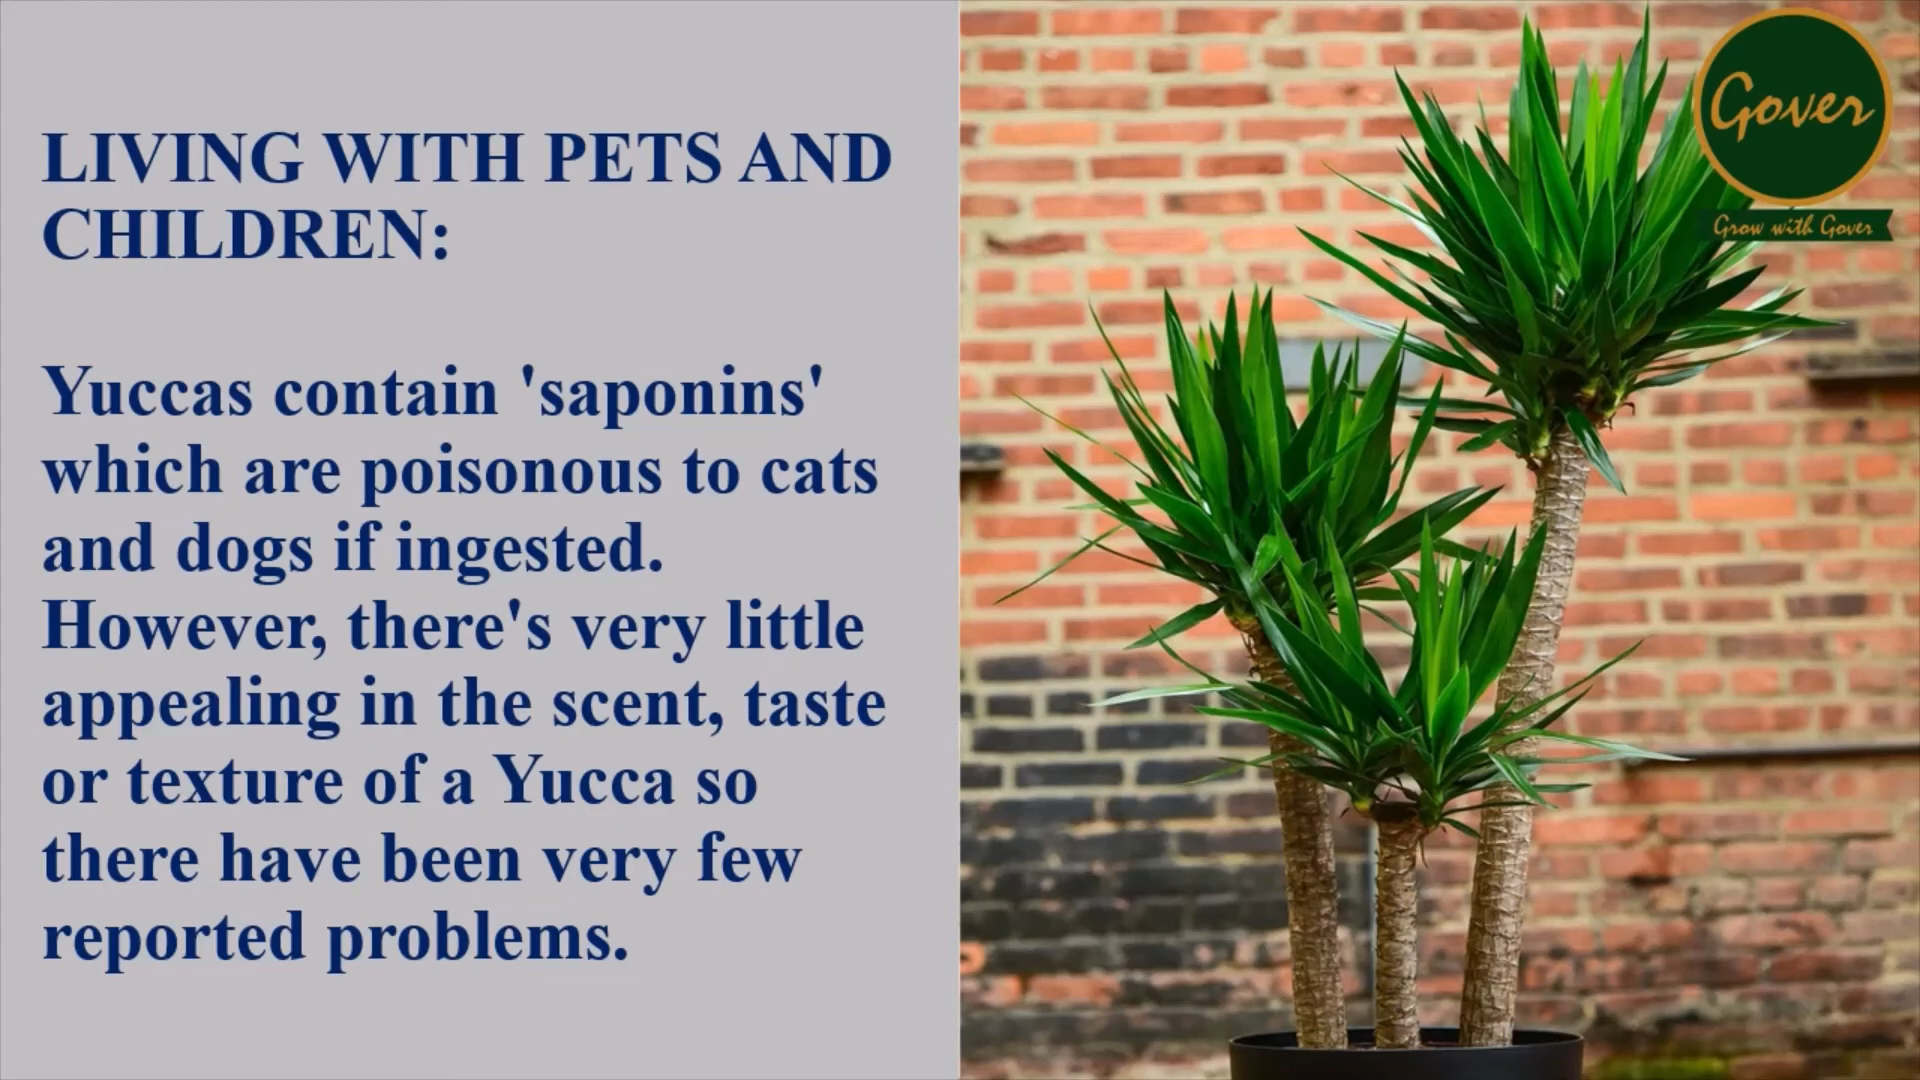 LIVING WITH PETS AND
CHILDREN:
Yuccas contain 'saponins'
which are poisonous to cats
and dogs if ingested.
However, there's very little
appealing in the scent, taste
or texture of a Yucca so
there have been very few
reported problems.
Gover
Grow with Gover